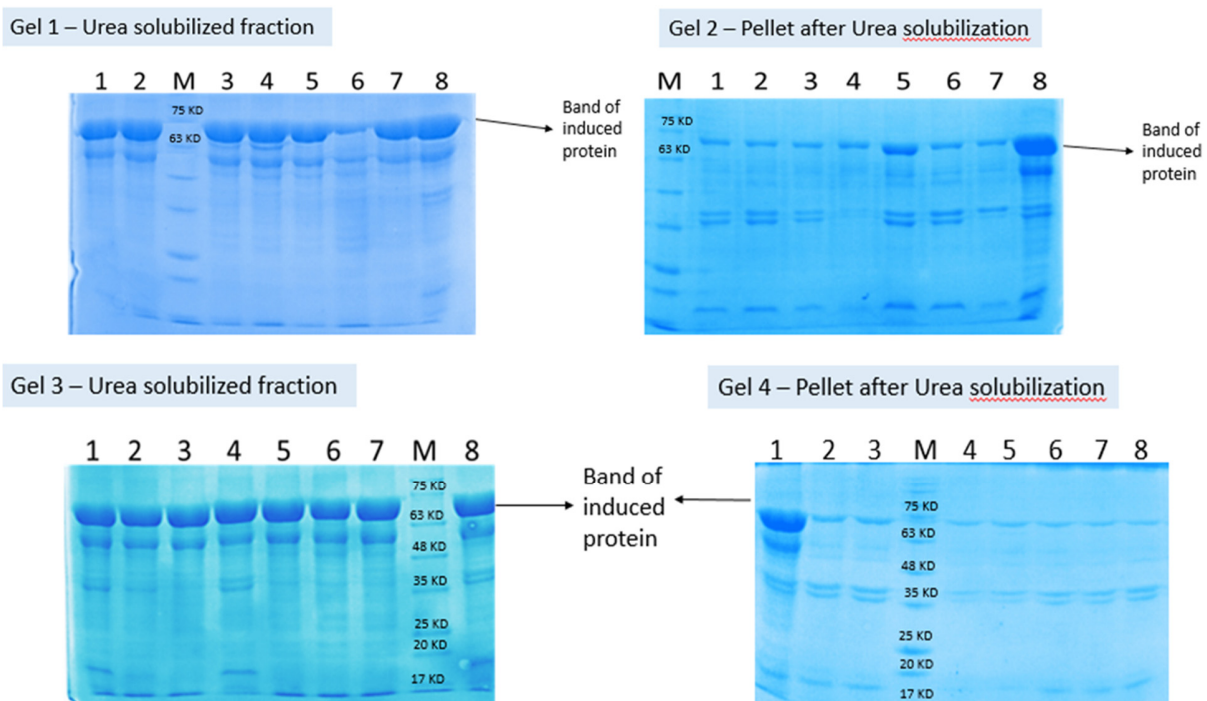 Gel 1 – Urea solubilized fraction
Gel 2 – Pellet after Urea solubilization
1 2 M 3 4 5 6 7 8
75 KD
63 KD
Band of
induced
protein
M 1 2 3 4 5 6 7 8
75 KD
63 KD
Band of
induced
protein
Gel 3 – Urea solubilized fraction
Gel 4 – Pellet after Urea solubilization
1 2 3 4 5 6 7 M 8
75 KD
63 KD
48 KD
35 KD
25 KD
20 KD
17 KD
Band of
induced
protein
1 2 3 M 4 5 6 7 8
75 KD
63 KD
48 KD
35 KD
25 KD
20 KD
17 KD